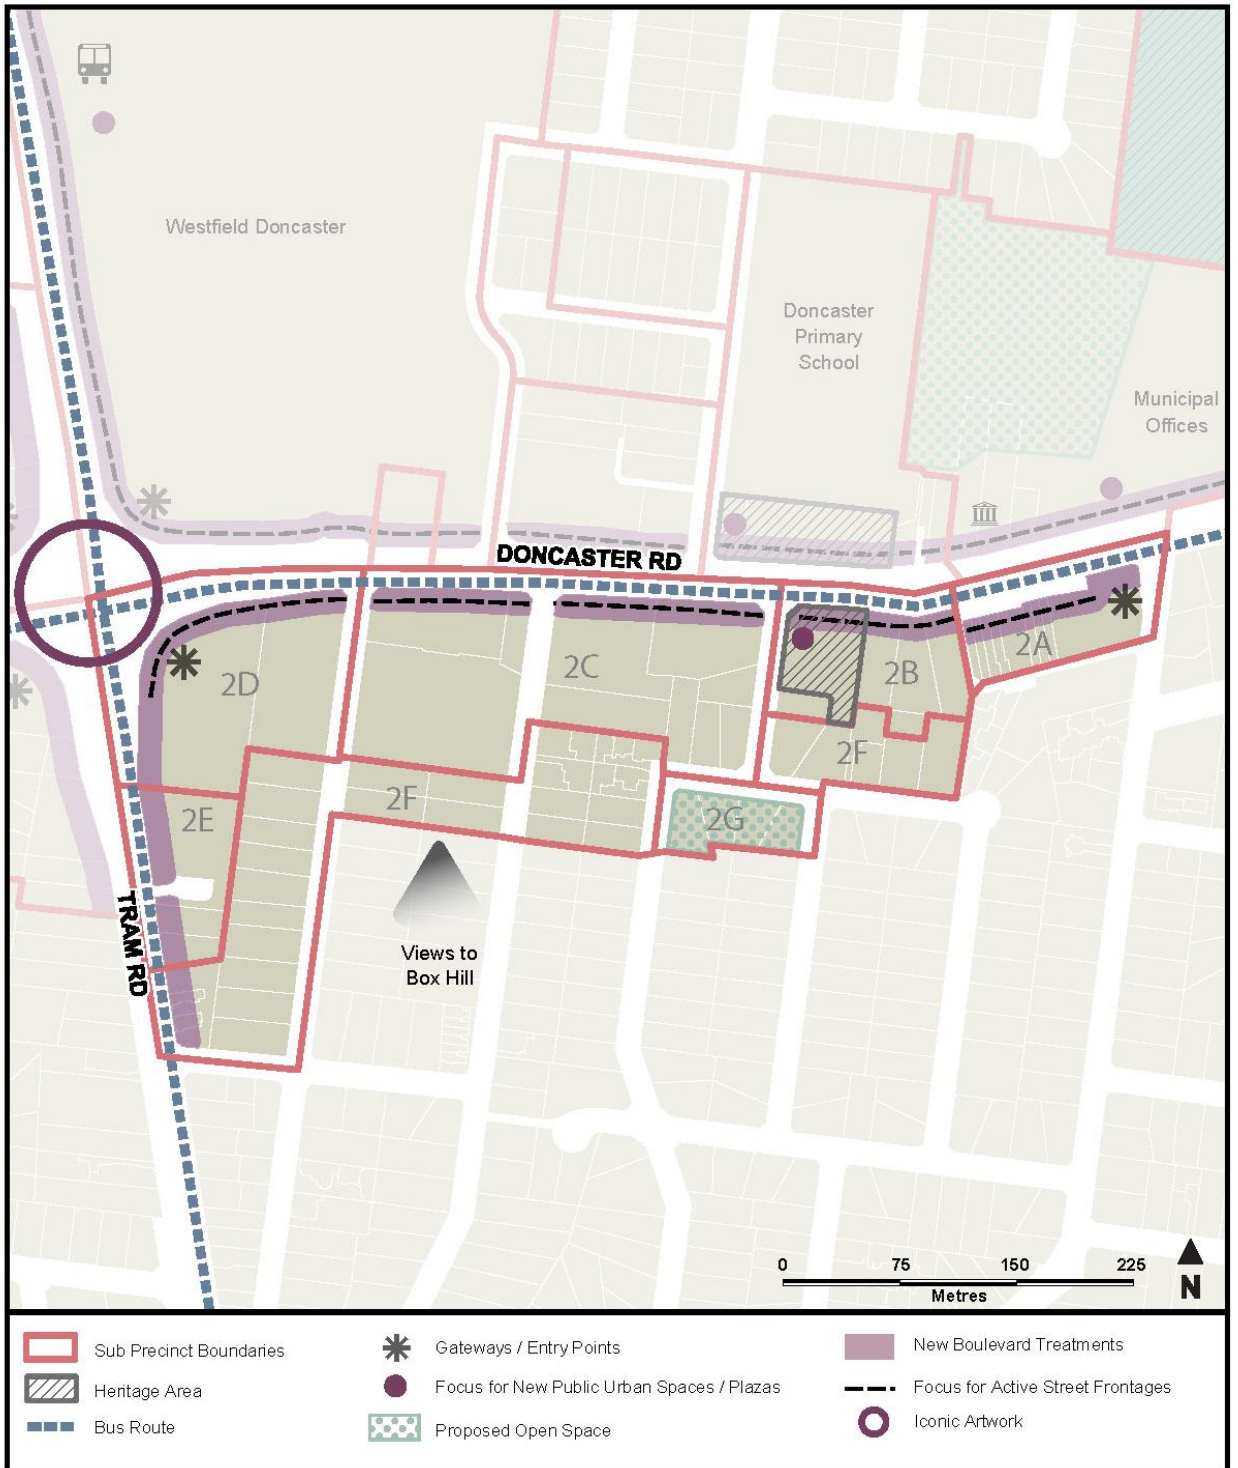 Westfield Doncaster
Doncaster
Primary
School
Municipal
Offices
DONCASTER RD
2A
2D
2C
2B
2F
2E
2F
2G
TRAM RD
Views to
Box Hill
0 75 150 225
Metres
N
Sub Precinct Boundaries
Gateways / Entry Points
New Boulevard Treatments
Heritage Area
Focus for New Public Urban Spaces / Plazas
Focus for Active Street Frontages
Bus Route
Proposed Open Space
Iconic Artwork